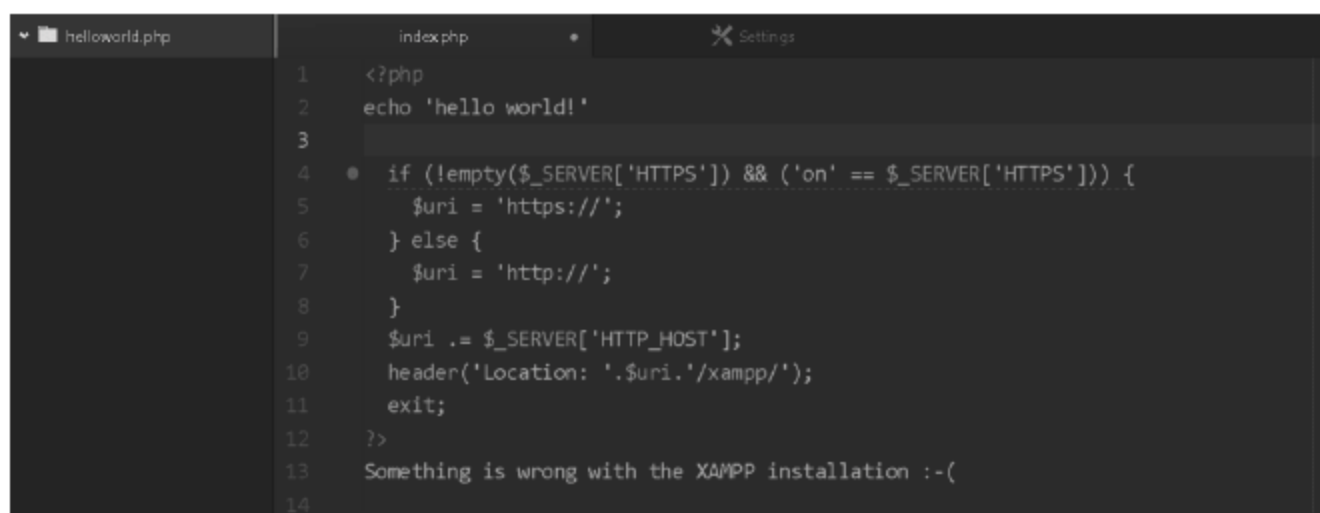 helloworld.php
index.php
Settings
1 <?php
2 echo 'hello world!'
3
4 if (!empty($_SERVER['HTTPS']) && ('on' == $_SERVER['HTTPS'])) {
5 $uri = 'https://';
6 } else {
7 $uri = 'http://';
8 }
9 $uri .= $_SERVER['HTTP_HOST'];
10 header('Location: '.$uri.'/xampp/');
11 exit;
12 ?>
13 Something is wrong with the XAMPP installation :-(
14